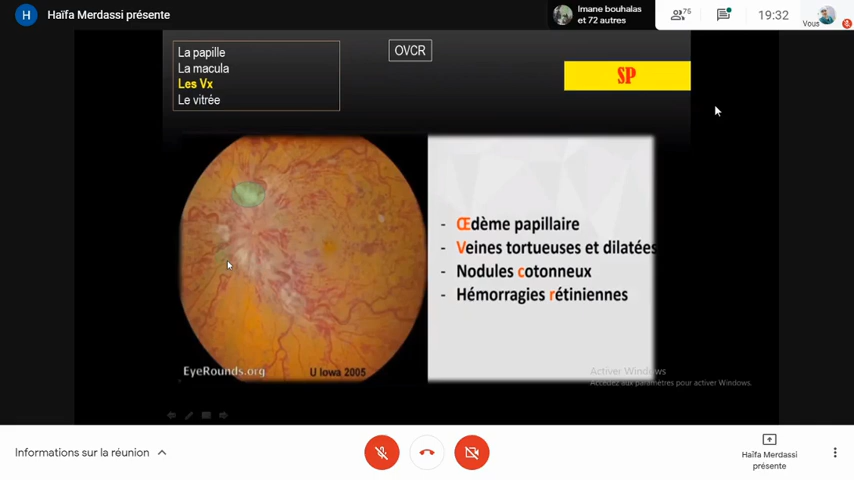 H Haïfa Merdassi présente
Imane bouhalas
et 72 autres
75
19:32
Vous
La papille
La macula
Les Vx
Le vitrée
OVCR
SP
- Œdème papillaire
- Veines tortueuses et dilatées
- Nodules cotonneux
- Hémorragies rétiniennes
EyeRounds.org
U Iowa 2005
Activer Windows
Accédez aux paramètres pour activer Windows.
Informations sur la réunion
Haïfa Merdassi
présente